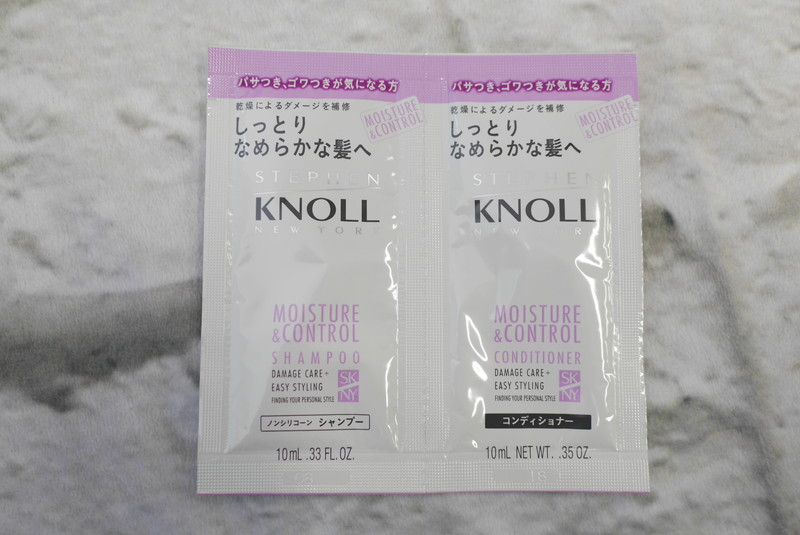 パサつき、ゴワつきが気になる方
乾燥によるダメージを補修
しっとり
なめらかな髪へ
MOISTURE
&CONTROL
STEPHEN
KNOLL
NEW YORK
MOISTURE
&CONTROL
SHAMPOO
DAMAGE CARE+
EASY STYLING
FINDING YOUR PERSONAL STYLE
SK
NY
ノンシリコーン シャンプー
10mL .33 FL.OZ.
パサつき、ゴワつきが気になる方
乾燥によるダメージを補修
しっとり
なめらかな髪へ
MOISTURE
&CONTROL
STEPHEN
KNOLL
NEW YORK
MOISTURE
&CONTROL
CONDITIONER
DAMAGE CARE+
EASY STYLING
FINDING YOUR PERSONAL STYLE
SK
NY
コンディショナー
10mL NET WT. .35 OZ.